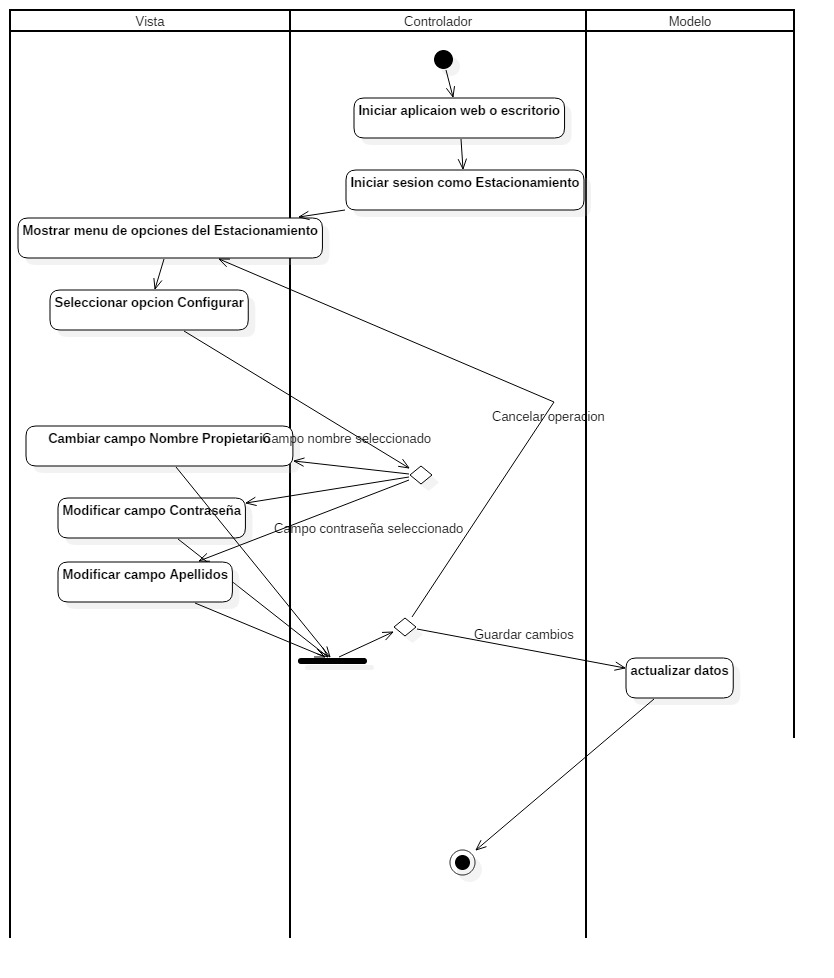 Vista
Controlador
Modelo
Iniciar aplicaion web o escritorio
Iniciar sesion como Estacionamiento
Mostrar menu de opciones del Estacionamiento
Seleccionar opcion Configurar
Cancelar operacion
Cambiar campo Nombre Propietario
Campo nombre seleccionado
Modificar campo Contraseña
Campo contraseña seleccionado
Modificar campo Apellidos
Guardar cambios
actualizar datos